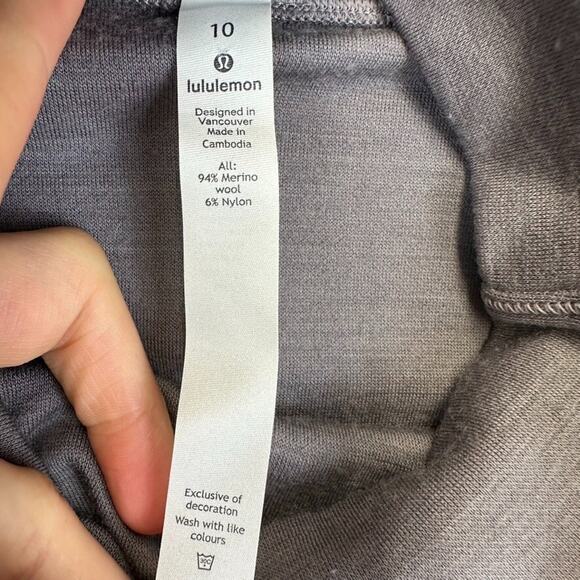 10
lululemon
Designed in
Vancouver
Made in
Cambodia
All:
94% Merino
wool
6% Nylon
Exclusive of
decoration
Wash with like
colours
30C